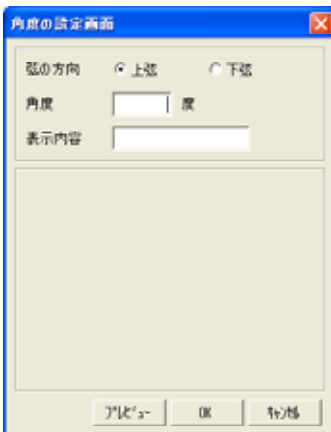 角度の設定画面
弦の方向 上弦 下弦
角度 度
表示内容
ﾌﾟﾚﾋﾞｭｰ OK ｷｬﾝｾﾙ